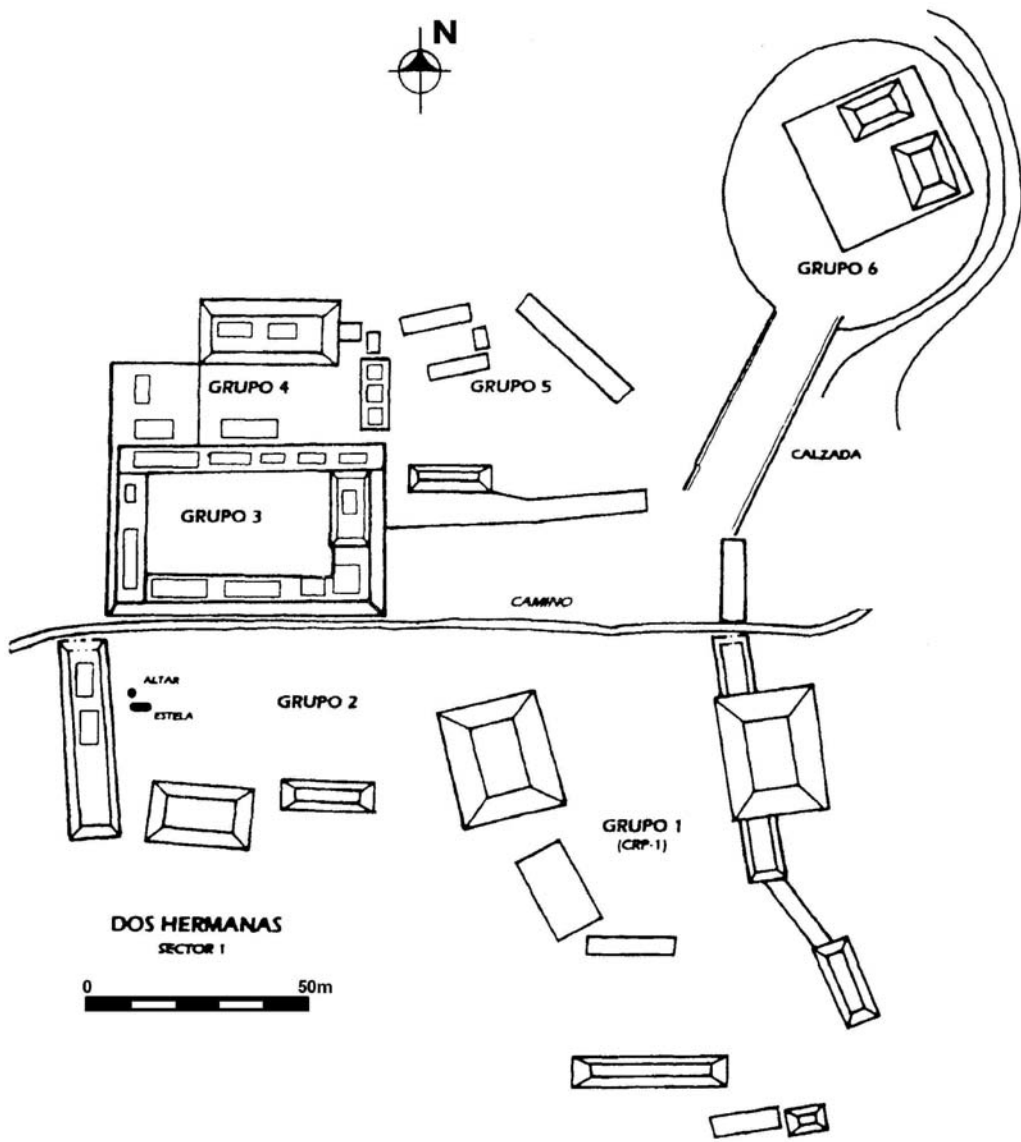 N
GRUPO 6
GRUPO 4
GRUPO 5
CALZADA
GRUPO 3
CAMINO
ALTAR
ESTELA
GRUPO 2
GRUPO 1
(CRP-1)
DOS HERMANAS
SECTOR 1
0 50m